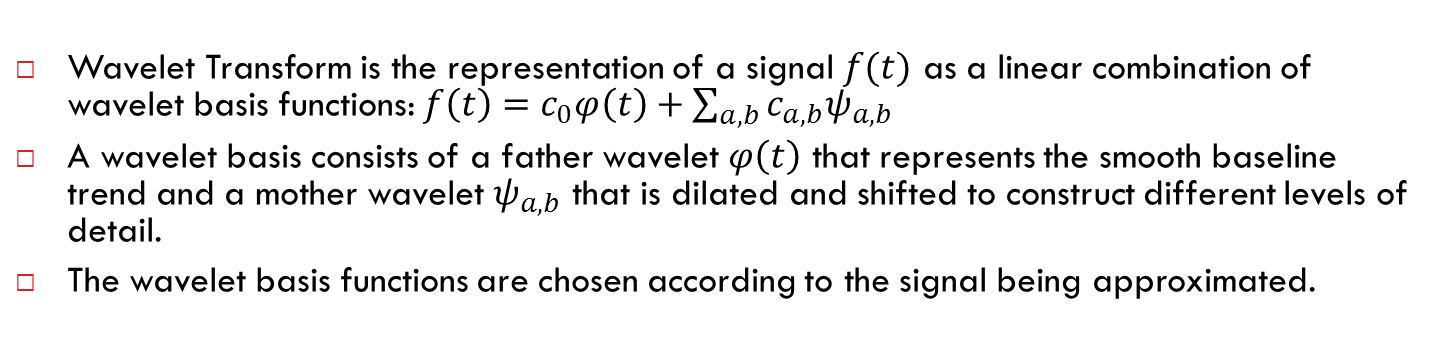 Wavelet Transform is the representation of a signal f(t) as a linear combination of
wavelet basis functions: f(t) = c₀φ(t) + ∑ₐ,ᵦ cₐ,ᵦψₐ,ᵦ
A wavelet basis consists of a father wavelet φ(t) that represents the smooth baseline
trend and a mother wavelet ψₐ,ᵦ that is dilated and shifted to construct different levels of
detail.
The wavelet basis functions are chosen according to the signal being approximated.